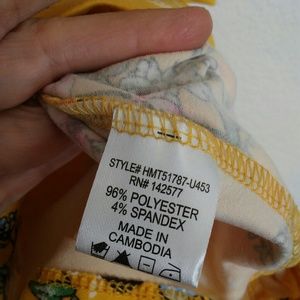 STYLE# HMT51787-U453
RN# 142577
96% POLYESTER
4% SPANDEX
MADE IN
CAMBODIA